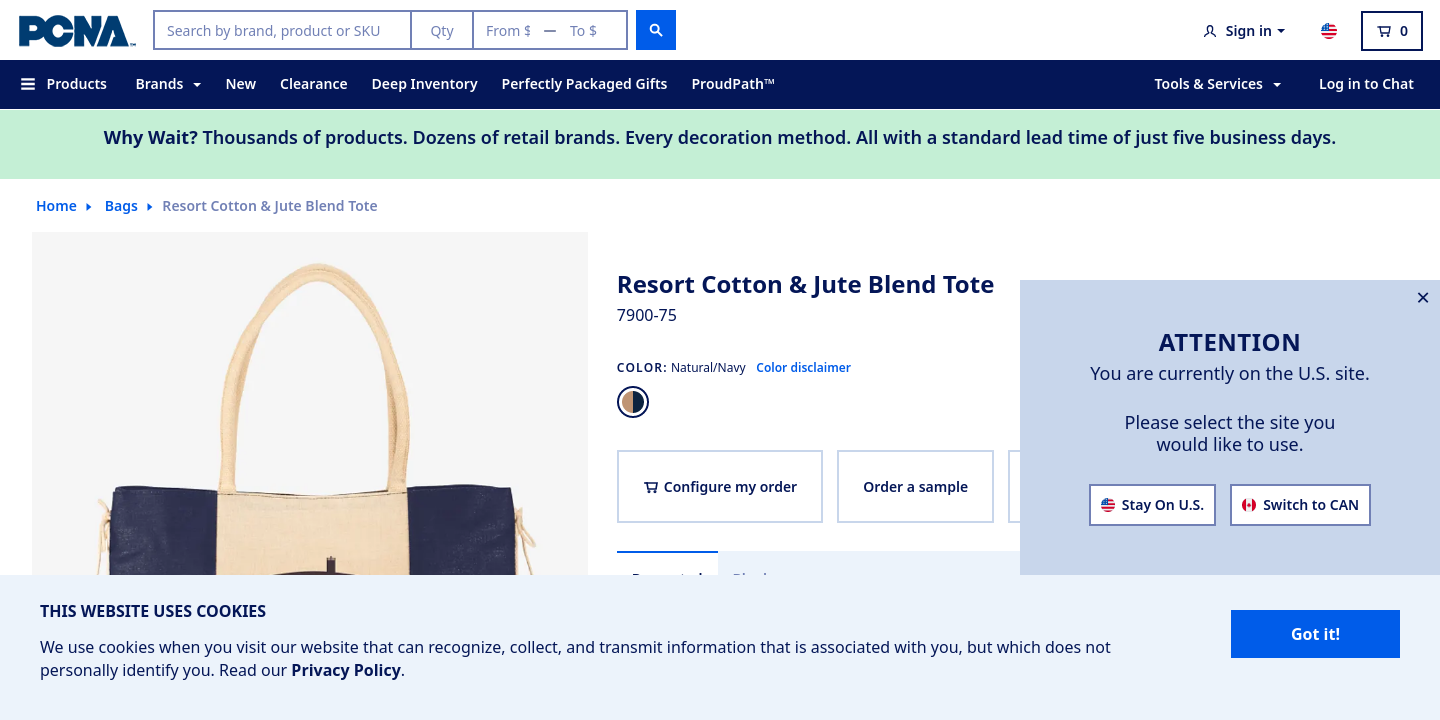 PCNA™
Search by brand, product or SKU
Qty
From $ — To $
Sign in
0
Products
Brands
New
Clearance
Deep Inventory
Perfectly Packaged Gifts
ProudPath™
Tools & Services
Log in to Chat
Why Wait? Thousands of products. Dozens of retail brands. Every decoration method. All with a standard lead time of just five business days.
Home
Bags
Resort Cotton & Jute Blend Tote
Resort Cotton & Jute Blend Tote
7900-75
COLOR: Natural/Navy
Color disclaimer
Configure my order
Order a sample
ATTENTION
You are currently on the U.S. site.
Please select the site you
would like to use.
Stay On U.S.
Switch to CAN
THIS WEBSITE USES COOKIES
We use cookies when you visit our website that can recognize, collect, and transmit information that is associated with you, but which does not
personally identify you. Read our Privacy Policy.
Got it!